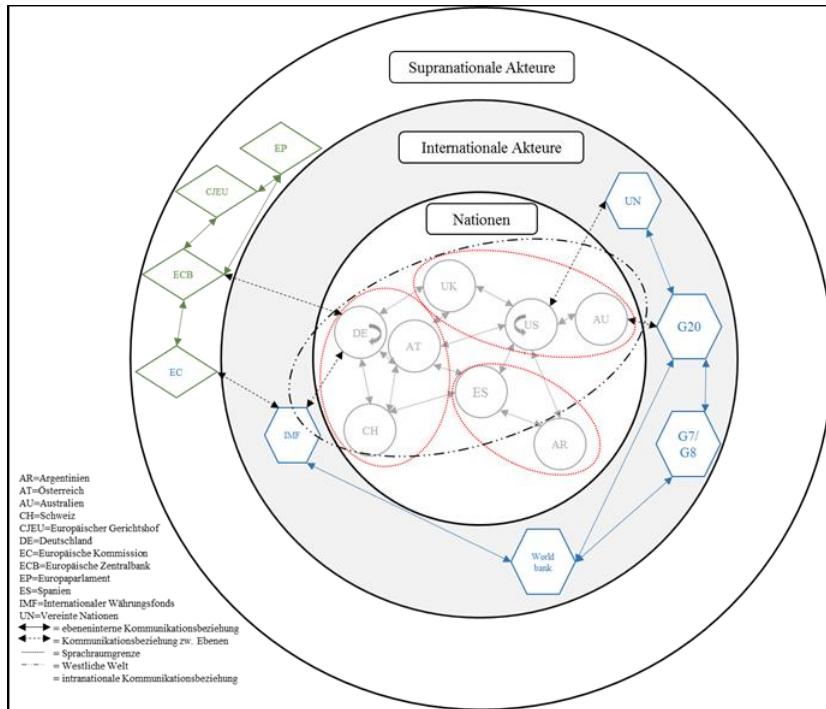 Supranationale Akteure
Internationale Akteure
Nationen
EP
CJEU
ECB
EC
UN
UK
US
AU
G20
DE
AT
ES
CH
AR
IMF
G7/
G8
World
bank
AR=Argentinien
AT=Österreich
AU=Australien
CH=Schweiz
CJEU=Europäischer Gerichtshof
DE=Deutschland
EC=Europäische Kommission
ECB=Europäische Zentralbank
EP=Europaparlament
ES=Spanien
IMF=Internationaler Währungsfonds
UN=Vereinte Nationen
= ebeneninterne Kommunikationsbeziehung
= Kommunikationsbeziehung zw. Ebenen
= Sprachraumgrenze
= Westliche Welt
= intranationale Kommunikationsbeziehung